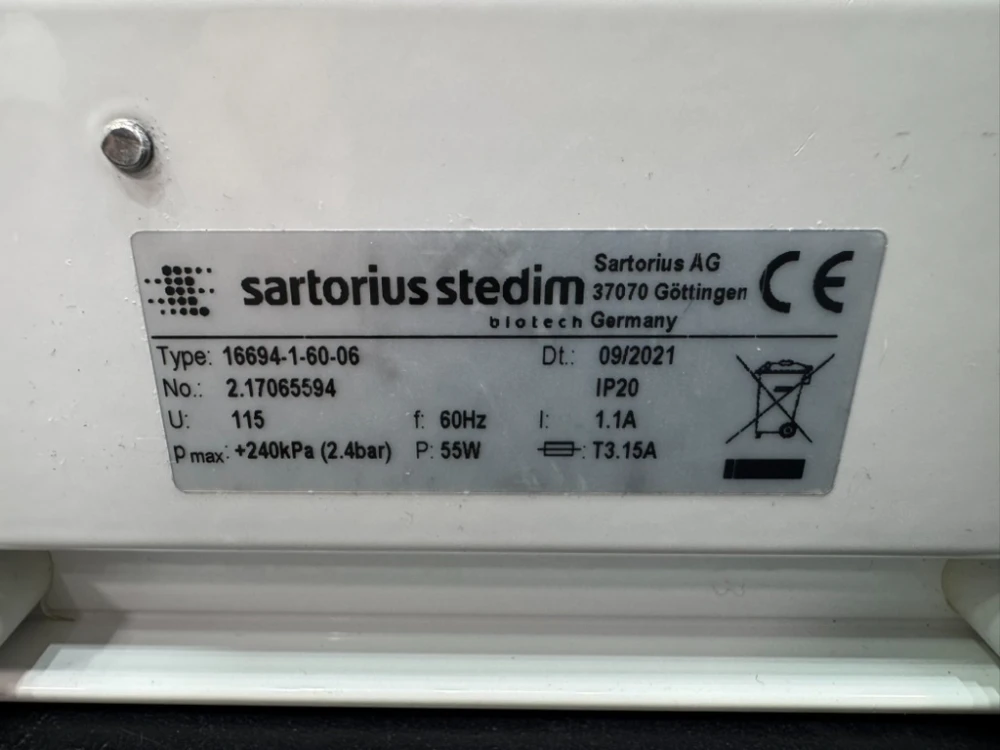 sartorius stedim
biotech
Sartorius AG
37070 Göttingen
Germany
CE
Type: 16694-1-60-06 Dt.: 09/2021
No.: 2.17065594 IP20
U: 115 f: 60Hz I: 1.1A
p max: +240kPa (2.4bar) P: 55W : T3.15A